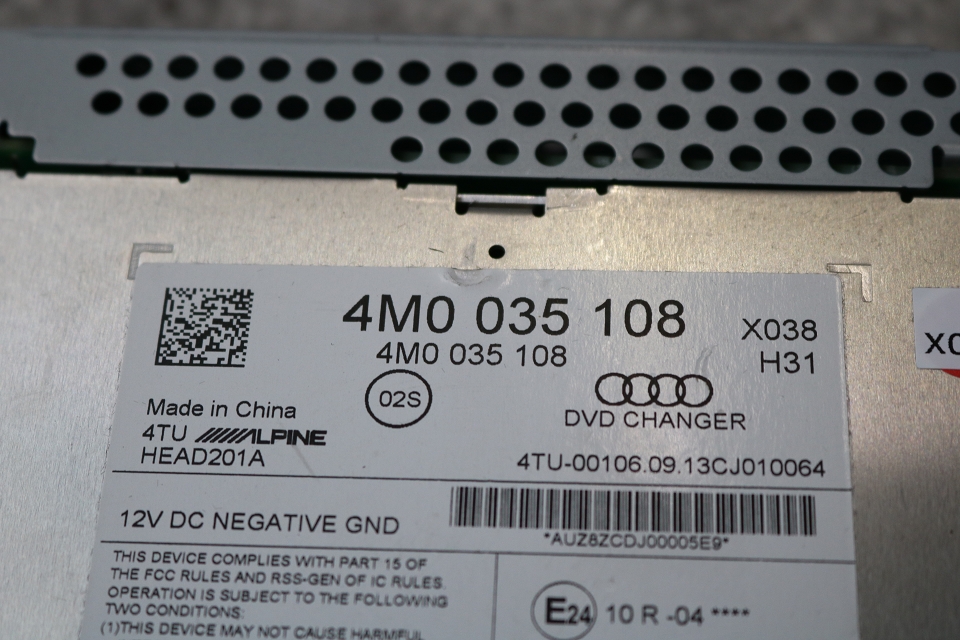 4M0 035 108
X038
4M0 035 108
H31
02S
DVD CHANGER
Made in China
4TU ALPINE
HEAD201A
4TU-00106.09.13CJ010064
12V DC NEGATIVE GND
*AUZ8ZCDJ00005E9*
THIS DEVICE COMPLIES WITH PART 15 OF
THE FCC RULES AND RSS-GEN OF IC RULES.
OPERATION IS SUBJECT TO THE FOLLOWING
TWO CONDITIONS:
(1)THIS DEVICE MAY NOT CAUSE HARMFUL
E24 10 R -04 ****
X0